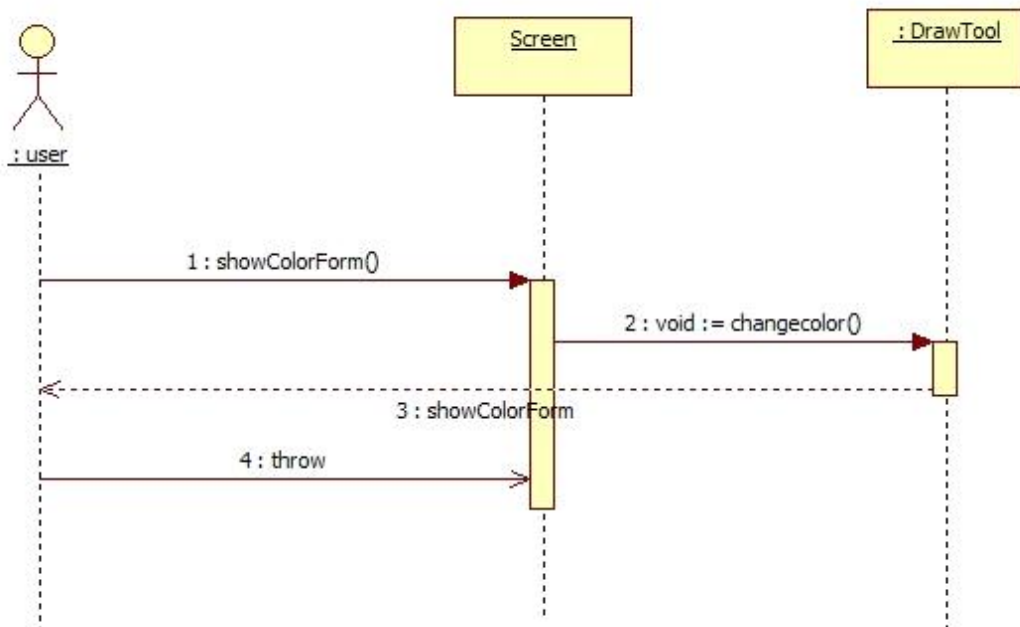 Screen
: DrawTool
: user
1 : showColorForm()
2 : void := changecolor()
3 : showColorForm
4 : throw